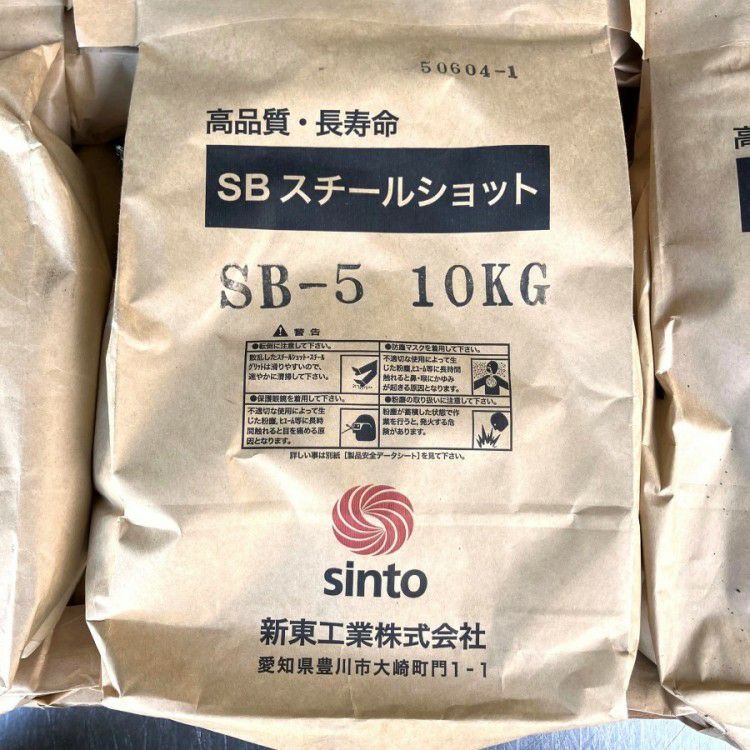 50604-1
高品質・長寿命
SB スチールショット
SB-5 10KG
警告
●転倒に注意して下さい。
散乱したスチールショット・スチール
グリットは滑りやすいので、
速やかに清掃して下さい。
●防塵マスクを着用して下さい。
不適切な使用によって生
じた粉塵、ヒューム等に長時間
触れると鼻・喉にかゆみ
が起きる原因となります。
●保護眼鏡を着用して下さい。
不適切な使用によって生
じた粉塵、ヒューム等に長時
間触れると目を痛める原
因となります。
●粉塵の取り扱いに注意して下さい。
粉塵が蓄積した状態で作
業を行うと、発火する危
険があります。
詳しい事は別紙［製品安全データシート］を見て下さい。
sinto
新東工業株式会社
愛知県豊川市大崎町門1-1
高